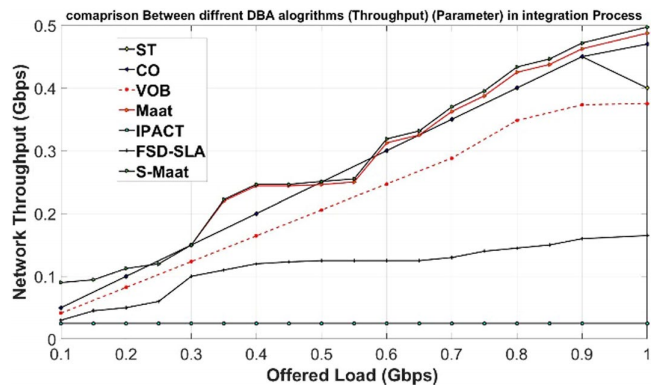 comaprison Between diffrent DBA alogrithms (Throughput) (Parameter) in integration Process
0.5
0.4
0.3
0.2
0.1
0
Network Throughput (Gbps)
ST
CO
VOB
Maat
IPACT
FSD-SLA
S-Maat
0.1 0.2 0.3 0.4 0.5 0.6 0.7 0.8 0.9 1
Offered Load (Gbps)